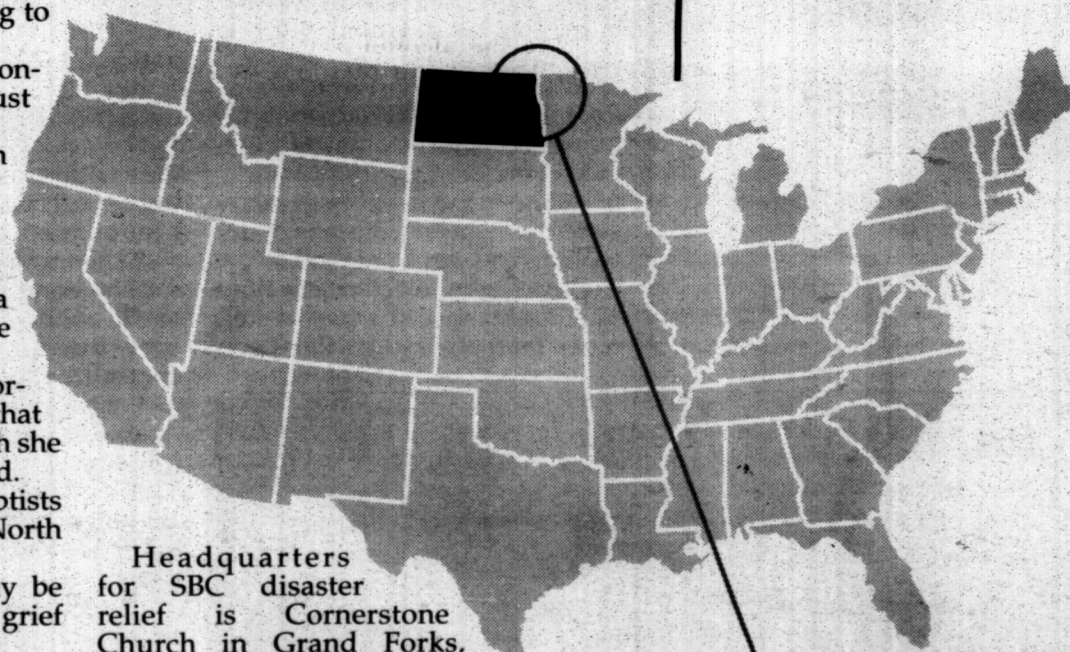 g to
on-
ust
n
a
e
or-
hat
h she
d.
ptists
North
y be
grief
Headquarters
for SBC disaster
relief is Cornerstone
Church in Grand Forks,